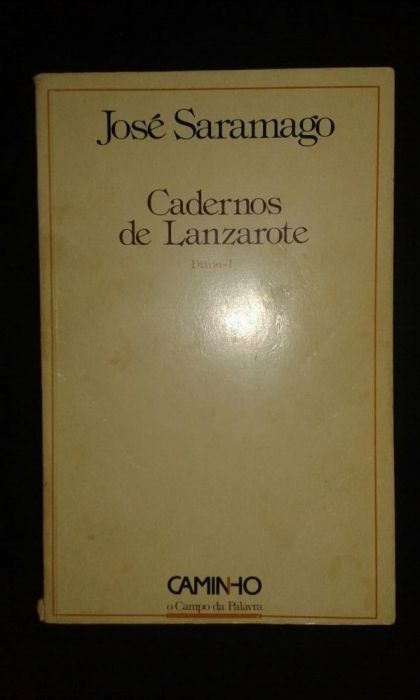 José Saramago
Cadernos
de Lanzarote
Diário-I
CAMINHO
o Campo da Palavra